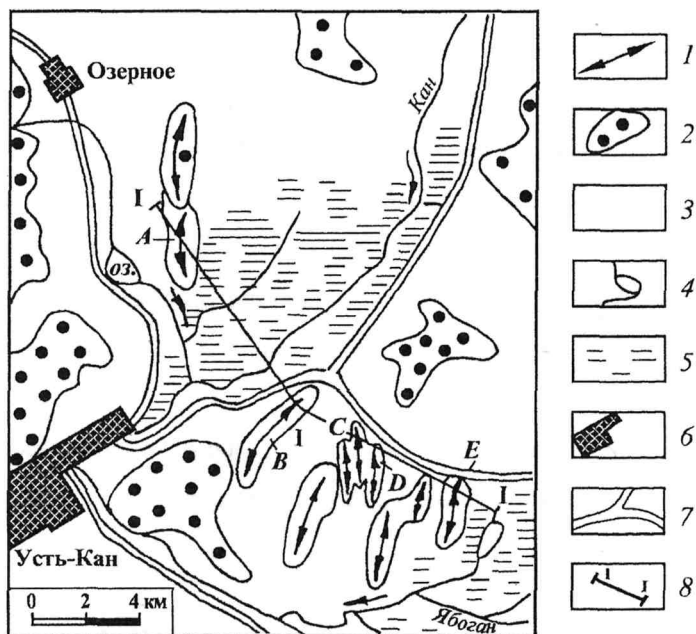 Озерное
Кан
I
A
оз.
C
B
I
D
E
I
Усть-Кан
0 2 4 км
Ябоган
1
2
3
4
5
6
7
8
I
I